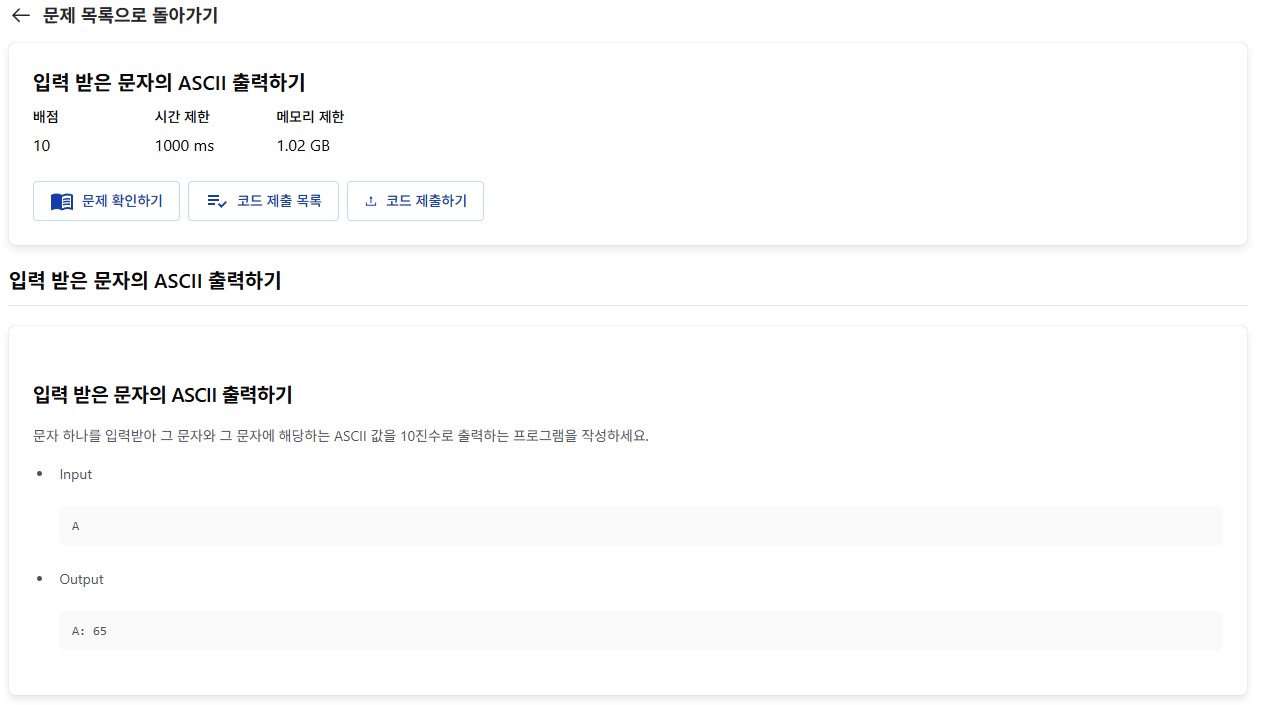 문제 목록으로 돌아가기
입력 받은 문자의 ASCII 출력하기
배점 시간 제한 메모리 제한
10 1000 ms 1.02 GB
문제 확인하기 코드 제출 목록 코드 제출하기
입력 받은 문자의 ASCII 출력하기
입력 받은 문자의 ASCII 출력하기
문자 하나를 입력받아 그 문자와 그 문자에 해당하는 ASCII 값을 10진수로 출력하는 프로그램을 작성하세요.
Input
A
Output
A: 65